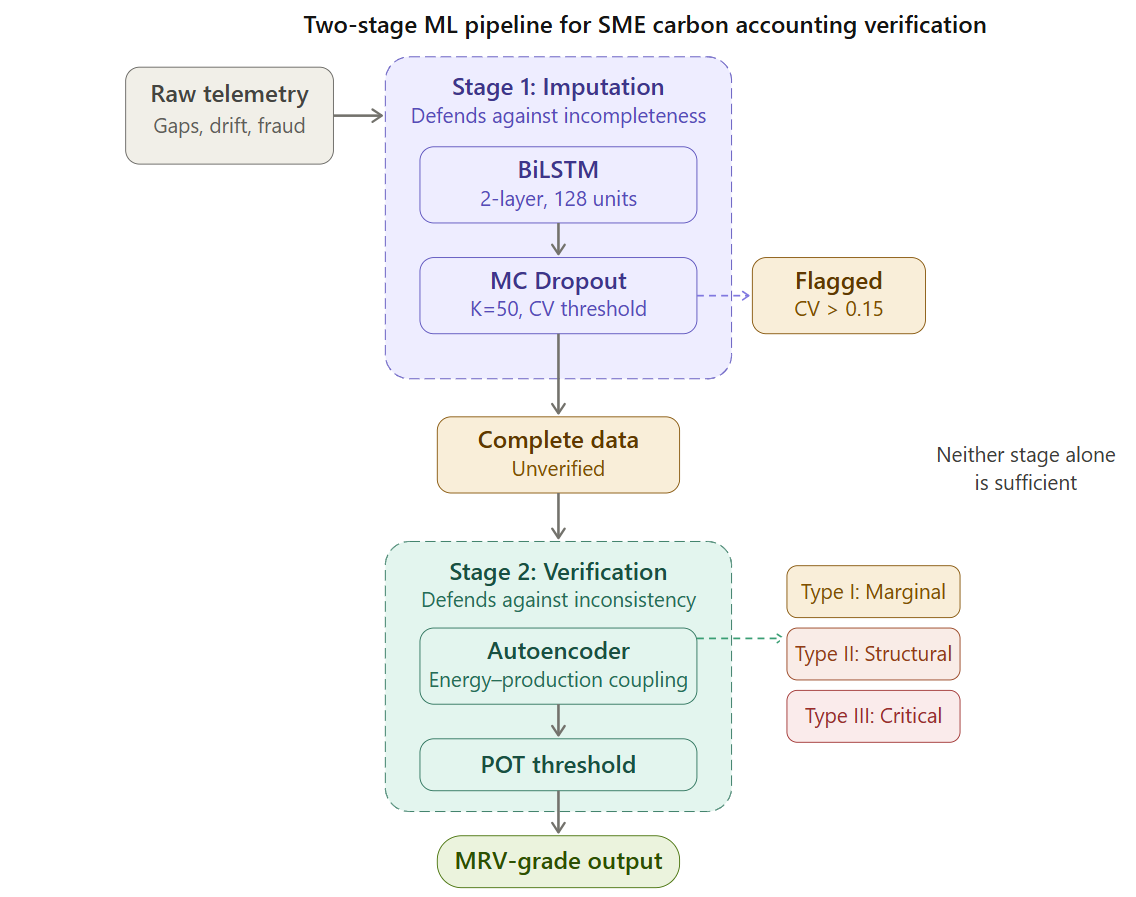 Two-stage ML pipeline for SME carbon accounting verification
Raw telemetry
Gaps, drift, fraud
Stage 1: Imputation
Defends against incompleteness
BiLSTM
2-layer, 128 units
MC Dropout
K=50, CV threshold
Flagged
CV > 0.15
Complete data
Unverified
Neither stage alone
is sufficient
Stage 2: Verification
Defends against inconsistency
Autoencoder
Energy–production coupling
Type I: Marginal
Type II: Structural
Type III: Critical
POT threshold
MRV-grade output